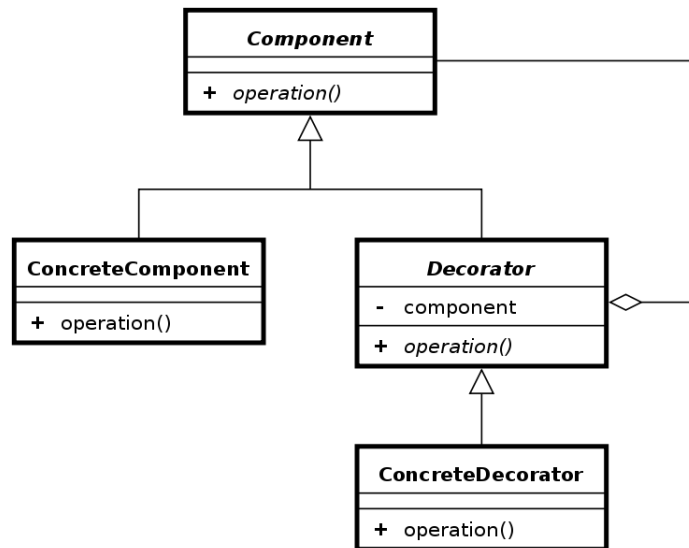 Component
+ operation()
ConcreteComponent
+ operation()
Decorator
- component
+ operation()
ConcreteDecorator
+ operation()